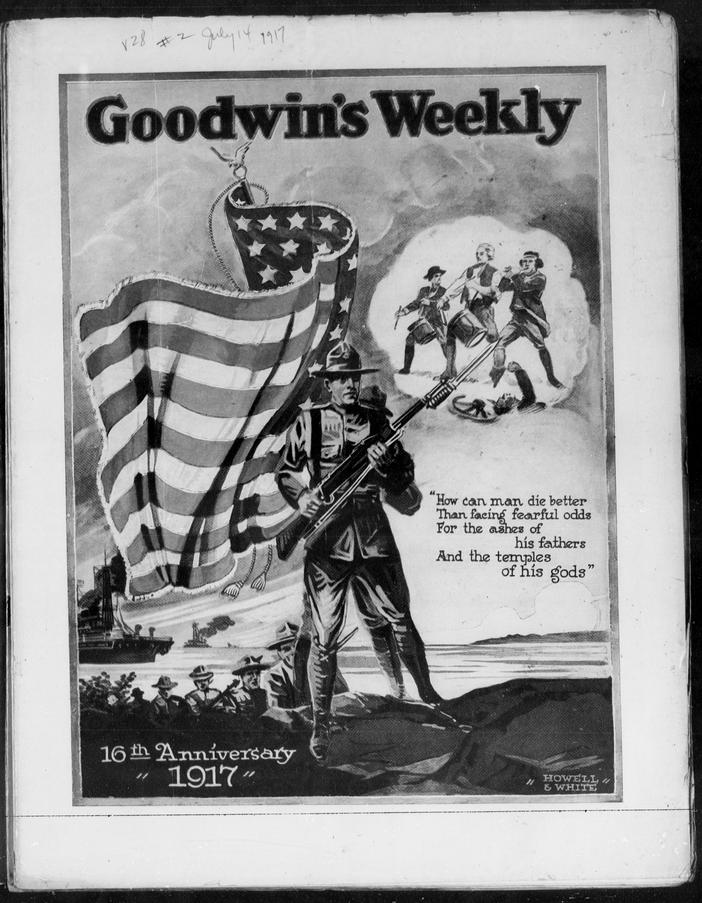 v28 #2 July 14 1917
Goodwin's Weekly
"How can man die better
Than facing fearful odds
For the ashes of
his fathers
And the temples
of his gods"
16th Anniversary
"1917"
"HOWELL
& WHITE"